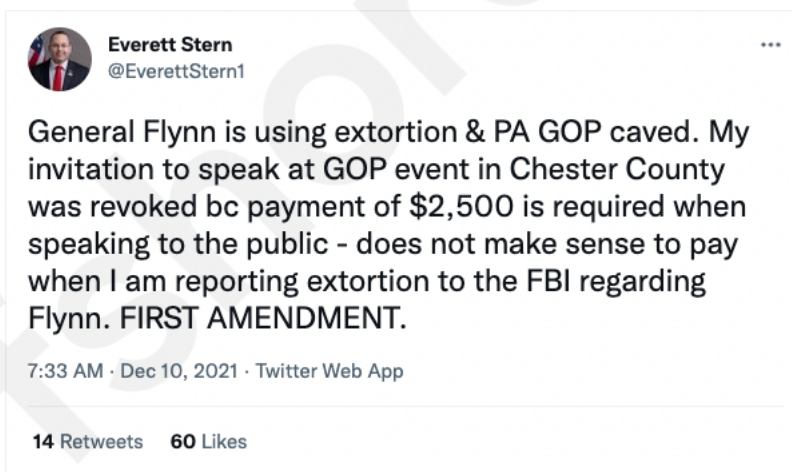 Everett Stern
@EverettStern1
General Flynn is using extortion & PA GOP caved. My
invitation to speak at GOP event in Chester County
was revoked bc payment of $2,500 is required when
speaking to the public - does not make sense to pay
when I am reporting extortion to the FBI regarding
Flynn. FIRST AMENDMENT.
7:33 AM · Dec 10, 2021 · Twitter Web App
14 Retweets 60 Likes